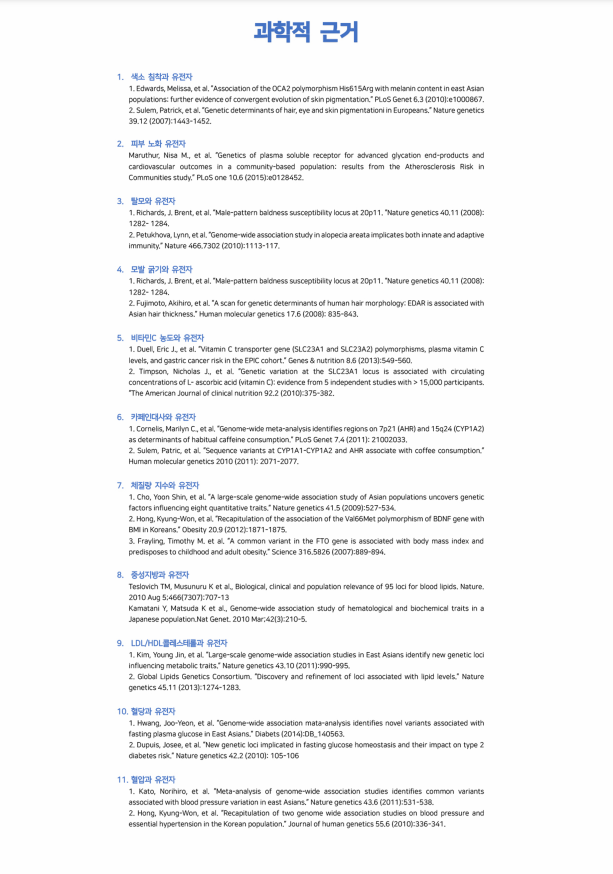 과학적 근거
1. 색소 침착과 유전자
1. Edwards, Melissa, et al. "Association of the OCA2 polymorphism His615Arg with melanin content in east Asian
populations: further evidence of convergent evolution of skin pigmentation." PLoS Genet 6.3 (2010):e1000867.
2. Sulem, Patrick, et al. "Genetic determinants of hair, eye and skin pigmentationi in Europeans." Nature genetics
39.12 (2007):1443-1452.
2. 피부 노화 유전자
Maruthur, Nisa M., et al. "Genetics of plasma soluble receptor for advanced glycation end-products and
cardiovascular outcomes in a community-based population: results from the Atherosclerosis Risk in
Communities study." PLoS one 10.6 (2015):e0128452.
3. 탈모와 유전자
1. Richards, J. Brent, et al. "Male-pattern baldness susceptibility locus at 20p11. "Nature genetics 40.11 (2008):
1282- 1284.
2. Petukhova, Lynn, et al. "Genome-wide association study in alopecia areata implicates both innate and adaptive
immunity." Nature 466.7302 (2010):1113-117.
4. 모발 굵기와 유전자
1. Richards, J. Brent, et al. "Male-pattern baldness susceptibility locus at 20p11. "Nature genetics 40.11 (2008):
1282- 1284.
2. Fujimoto, Akihiro, et al. "A scan for genetic determinants of human hair morphology: EDAR is associated with
Asian hair thickness." Human molecular genetics 17.6 (2008): 835-843.
5. 비타민C 농도와 유전자
1. Duell, Eric J., et al. "Vitamin C transporter gene (SLC23A1 and SLC23A2) polymorphisms, plasma vitamin C
levels, and gastric cancer risk in the EPIC cohort." Genes & nutrition 8.6 (2013):549-560.
2. Timpson, Nicholas J., et al. "Genetic variation at the SLC23A1 locus is associated with circulating
concentrations of L- ascorbic acid (vitamin C): evidence from 5 independent studies with > 15,000 participants.
"The American Journal of clinical nutrition 92.2 (2010):375-382.
6. 카페인대사와 유전자
1. Cornelis, Marilyn C., et al. "Genome-wide meta-analysis identifies regions on 7p21 (AHR) and 15q24 (CYP1A2)
as determinants of habitual caffeine consumption." PLoS Genet 7.4 (2011): 21002033.
2. Sulem, Patric, et al. "Sequence variants at CYP1A1-CYP1A2 and AHR associate with coffee consumption."
Human molecular genetics 2010 (2011): 2071-2077.
7. 체질량 지수와 유전자
1. Cho, Yoon Shin, et al. "A large-scale genome-wide association study of Asian populations uncovers genetic
factors influencing eight quantitative traits." Nature genetics 41.5 (2009):527-534.
2. Hong, Kyung-Won, et al. "Recapitulation of the association of the Val66Met polymorphism of BDNF gene with
BMI in Koreans." Obesity 20.9 (2012):1871-1875.
3. Frayling, Timothy M. et al. "A common variant in the FTO gene is associated with body mass index and
predisposes to childhood and adult obesity." Science 316.5826 (2007):889-894.
8. 중성지방과 유전자
Teslovich TM, Musunuru K et al., Biological, clinical and population relevance of 95 loci for blood lipids. Nature.
2010 Aug 5;466(7307):707-13
Kamatani Y, Matsuda K et al., Genome-wide association study of hematological and biochemical traits in a
Japanese population.Nat Genet. 2010 Mar;42(3):210-5.
9. LDL/HDL콜레스테롤과 유전자
1. Kim, Young Jin, et al. "Large-scale genome-wide association studies in East Asians identify new genetic loci
influencing metabolic traits." Nature genetics 43.10 (2011):990-995.
2. Global Lipids Genetics Consortium. "Discovery and refinement of loci associated with lipid levels." Nature
genetics 45.11 (2013):1274-1283.
10. 혈당과 유전자
1. Hwang, Joo-Yeon, et al. "Genome-wide association mata-analysis identifies novel variants associated with
fasting plasma glucose in East Asians." Diabets (2014):DB_140563.
2. Dupuis, Josee, et al. "New genetic loci implicated in fasting glucose homeostasis and their impact on type 2
diabetes risk." Nature genetics 42.2 (2010): 105-106
11. 혈압과 유전자
1. Kato, Norihiro, et al. "Meta-analysis of genome-wide association studies identifies common variants
associated with blood pressure variation in east Asians." Nature genetics 43.6 (2011):531-538.
2. Hong, Kyung-Won, et al. "Recapitulation of two genome wide association studies on blood pressure and
essential hypertension in the Korean population." Journal of human genetics 55.6 (2010):336-341.